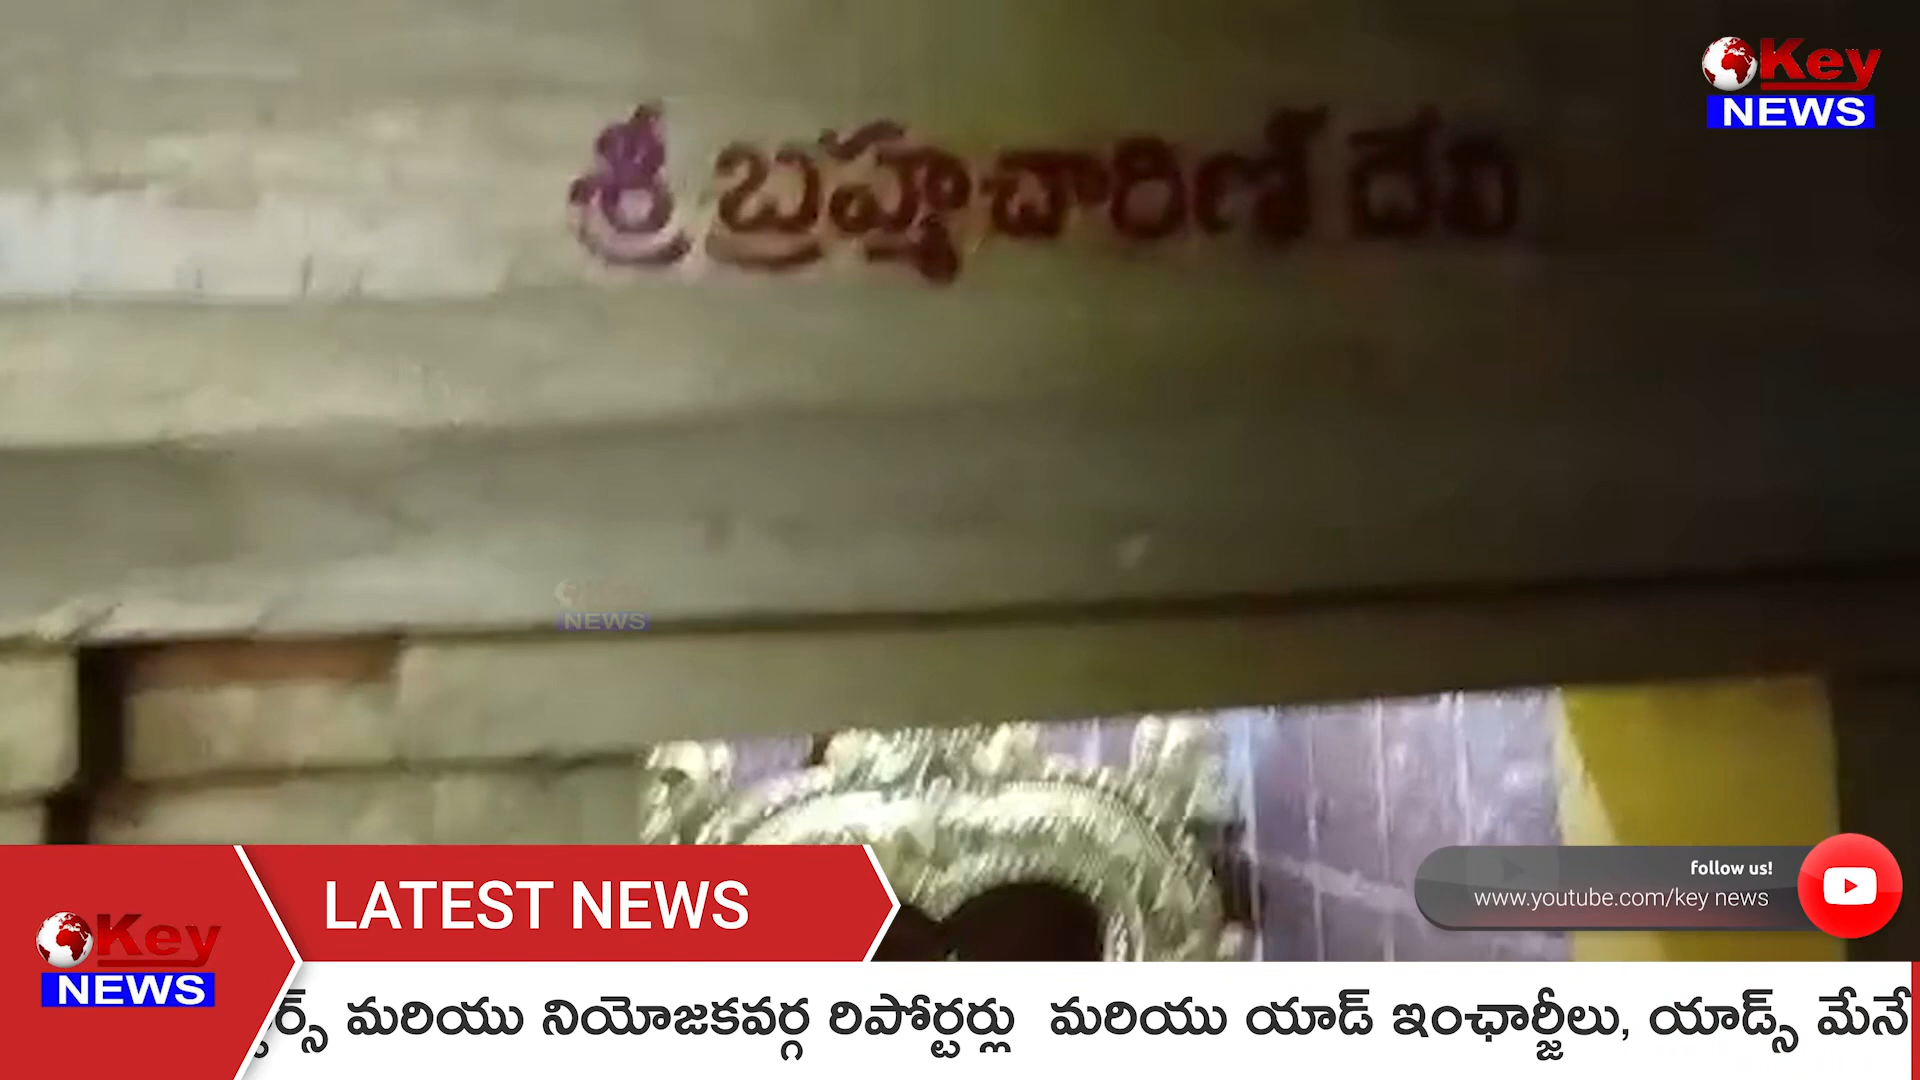 Key
NEWS
శ్రీ బ్రహ్మచారిణీ దేవి
NEWS
LATEST NEWS
follow us!
www.youtube.com/key news
Key
NEWS
మరియు నియోజకవర్గ రిపోర్టర్లు మరియు యాడ్ ఇంఛార్జీలు, యాడ్స్